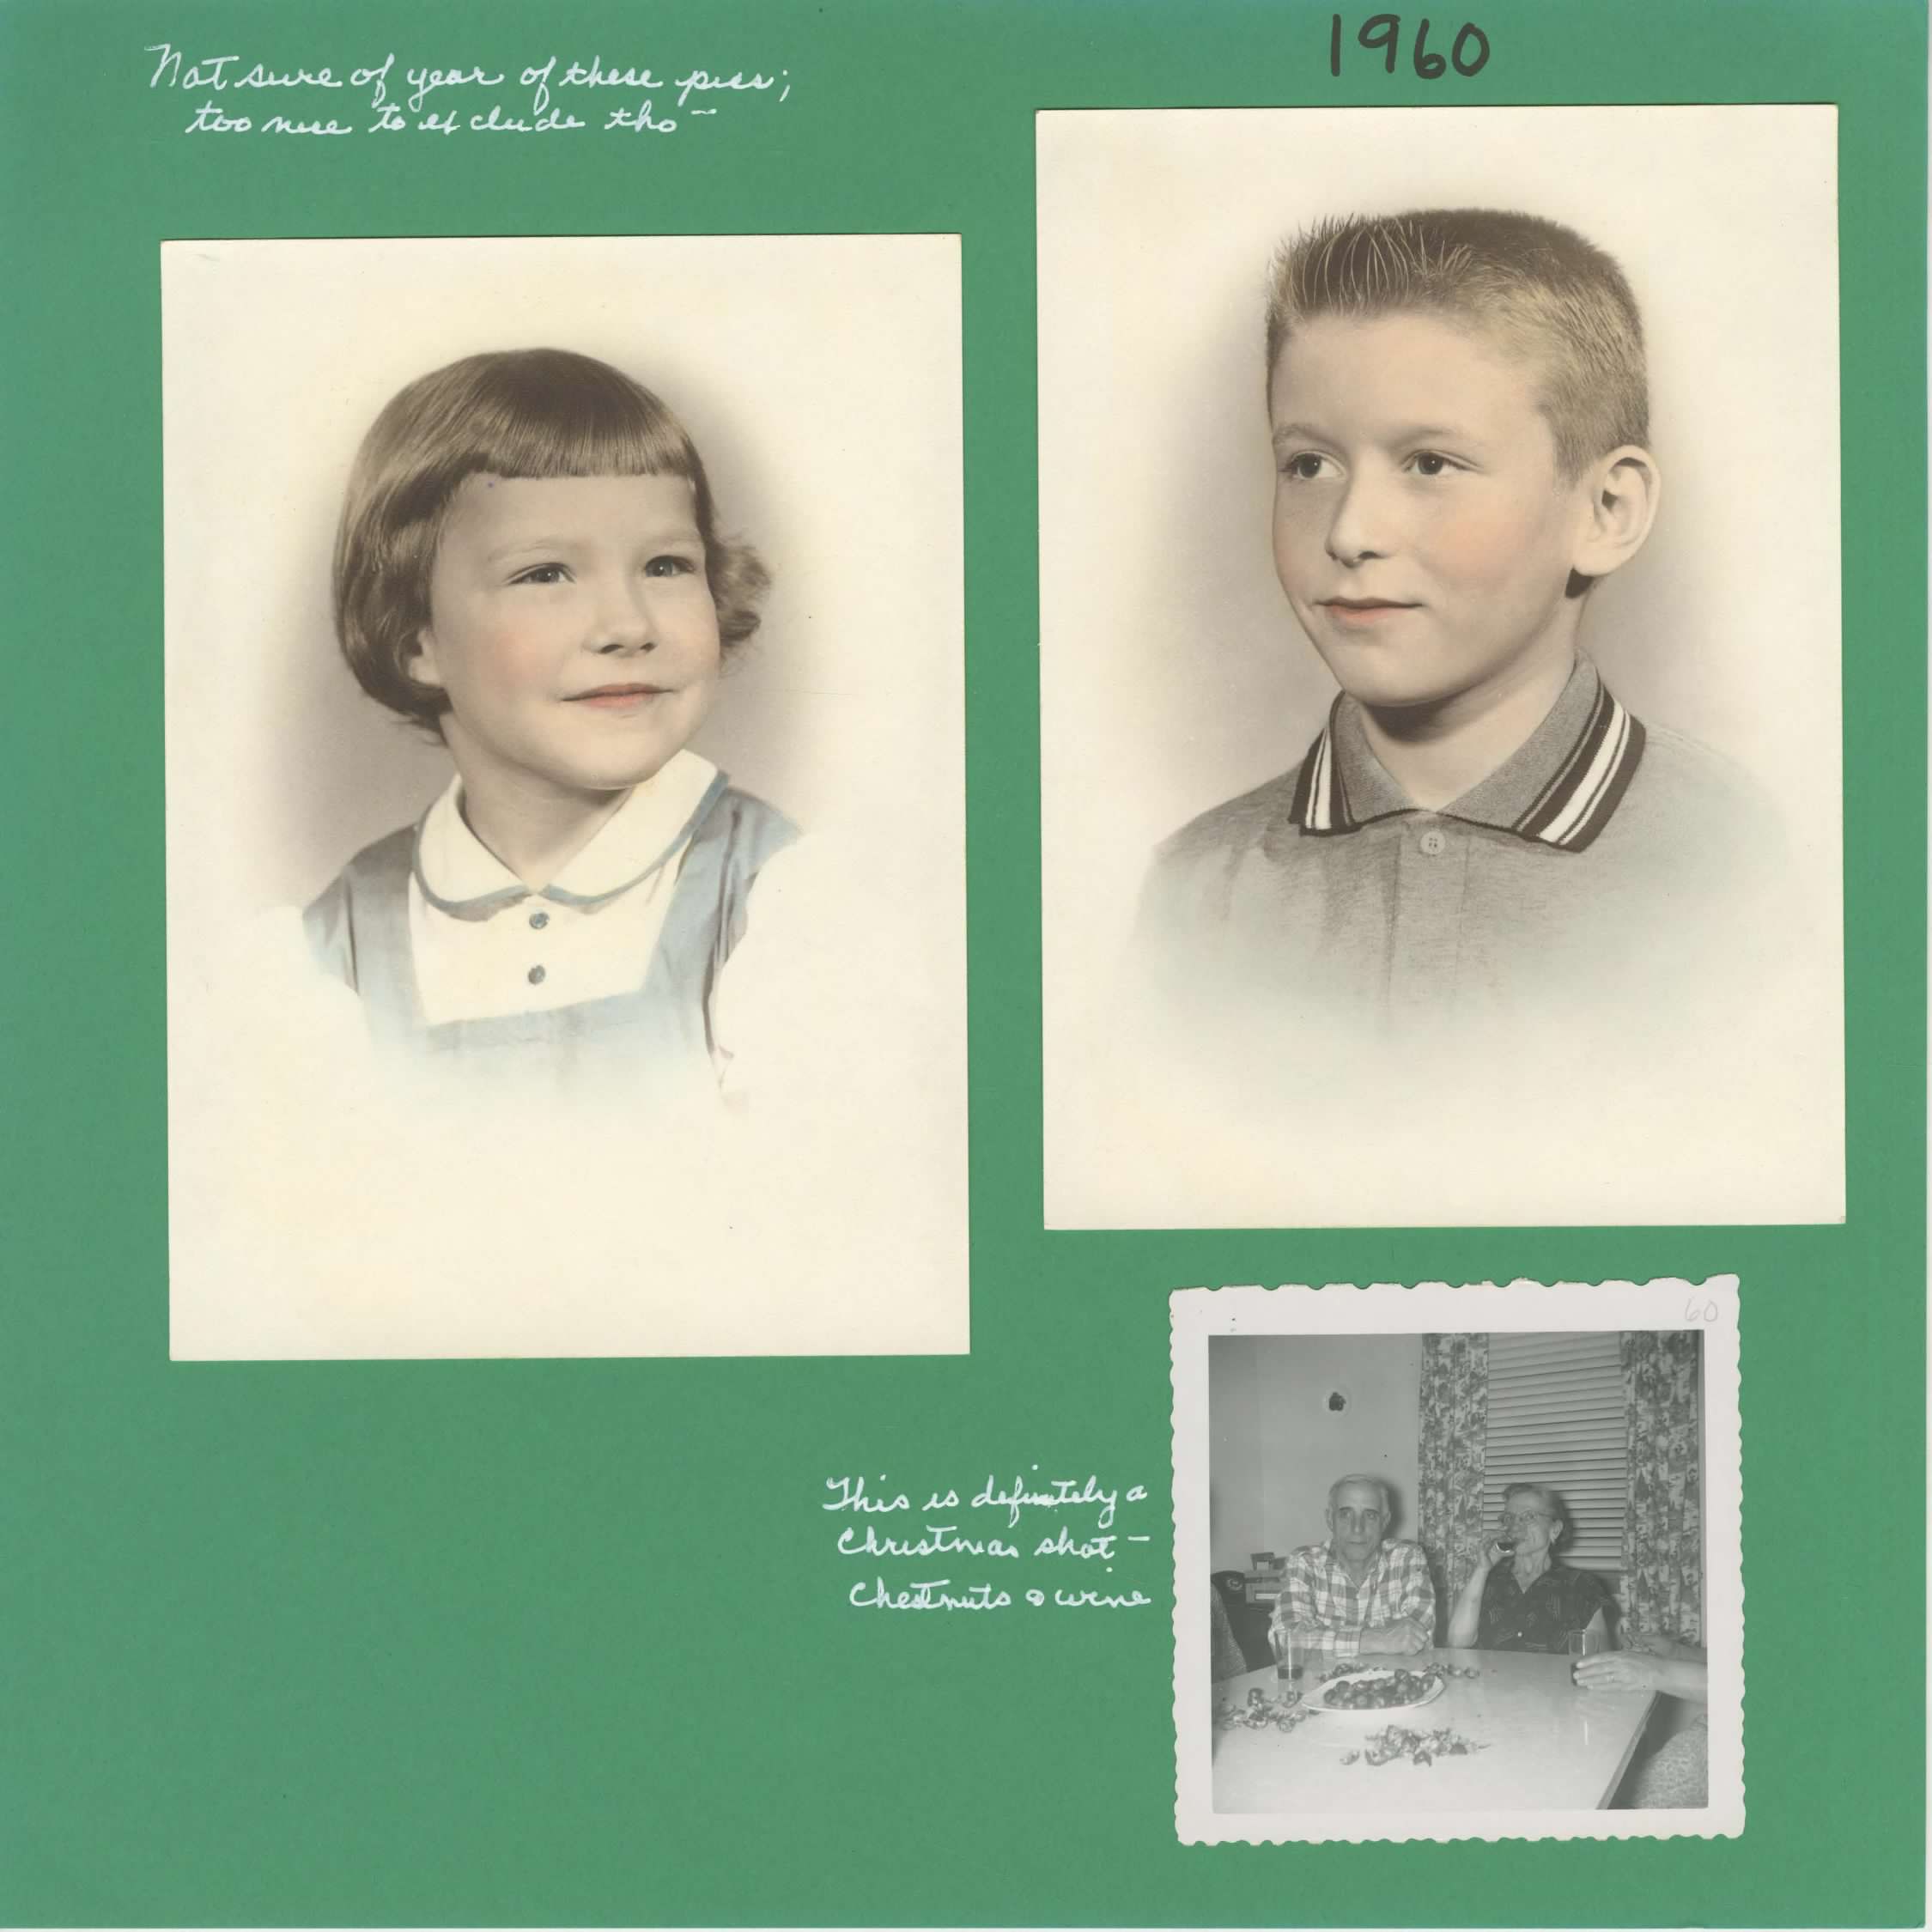 1960
Not sure of year of these pics;
too nice to exclude tho—
60
This is definitely a
Christmas shot—
Chestnuts & wine